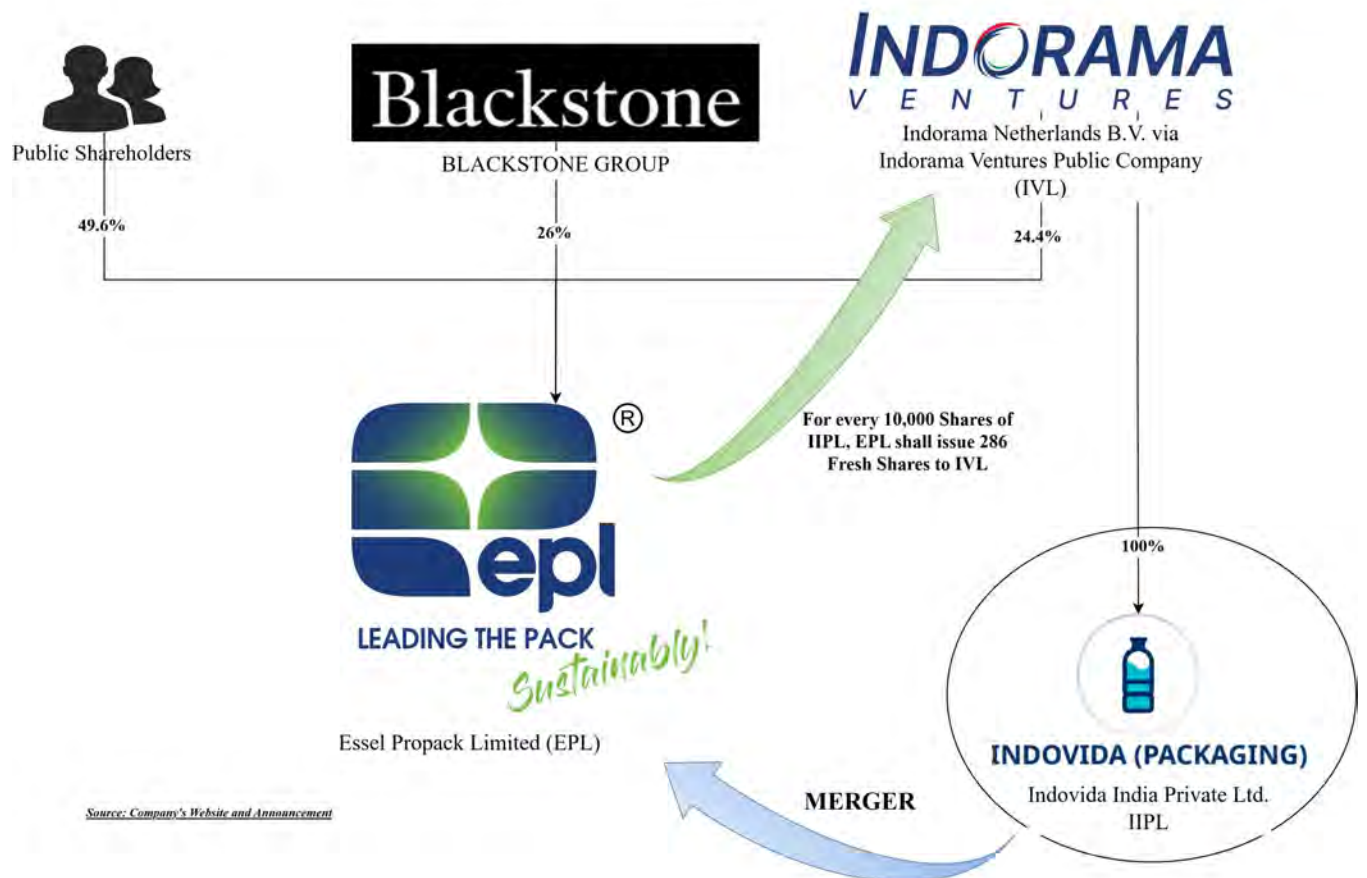 Public Shareholders
Blackstone
BLACKSTONE GROUP
INDORAMA
VENTURES
Indorama Netherlands B.V. via
Indorama Ventures Public Company
(IVL)
49.6%
26%
24.4%
For every 10,000 Shares of
IIPL, EPL shall issue 286
Fresh Shares to IVL
®
epl
LEADING THE PACK
Sustainably!
Essel Propack Limited (EPL)
100%
INDOVIDA (PACKAGING)
Indovida India Private Ltd.
IIPL
MERGER
Source: Company's Website and Announcement